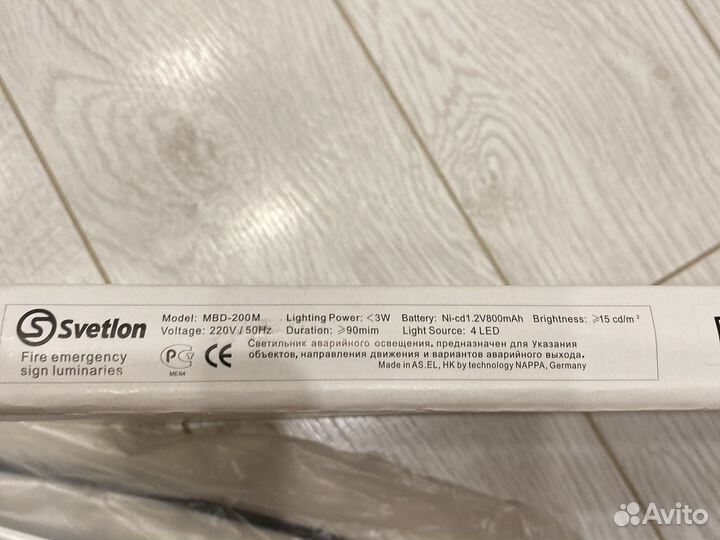 Svetlon
Fire emergency
sign luminaries
Model: MBD-200M Lighting Power: <3W Battery: Ni-cd1.2V800mAh Brightness: ⩾15 cd/m²
Voltage: 220V / 50Hz Duration: ⩾90mim Light Source: 4 LED
Светильник аварийного освещения. предназначен для Указания
объектов, направления движения и вариантов аварийного выхода.
Made in AS.EL, HK by technology NAPPA, Germany
ME64
CE
Avito